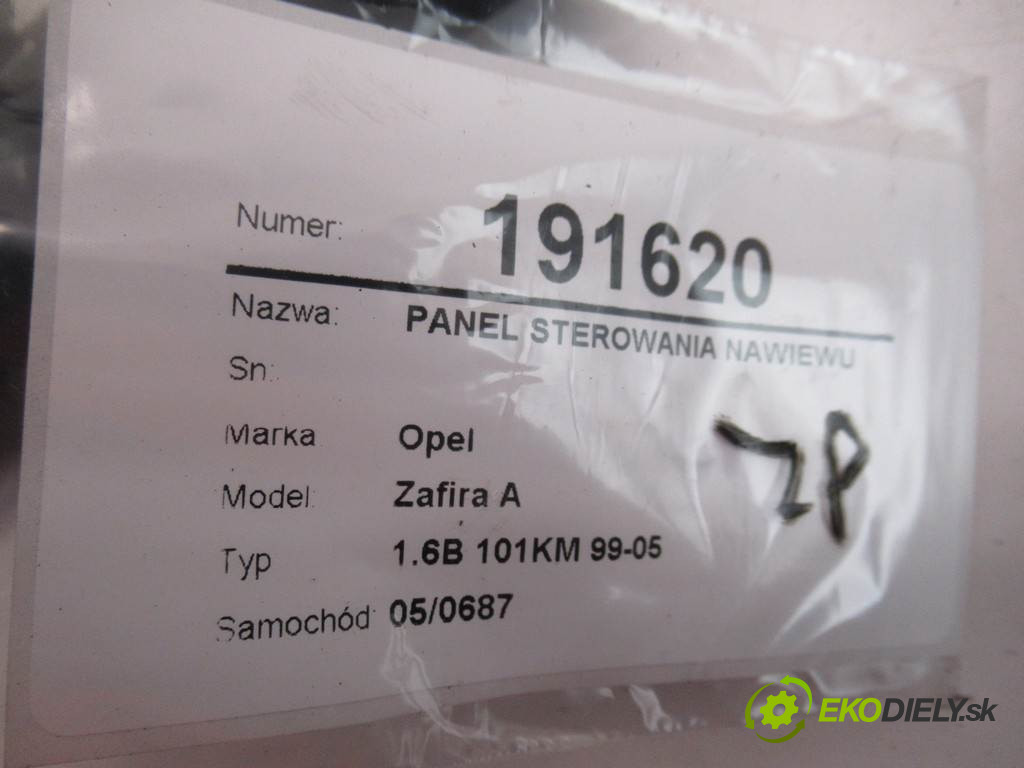 Numer: 191620
Nazwa: PANEL STEROWANIA NAWIEWU
Sn:
Marka Opel
Model: Zafira A
Typ 1.6B 101KM 99-05
Samochód: 05/0687
ZP
EKODIELY.sk